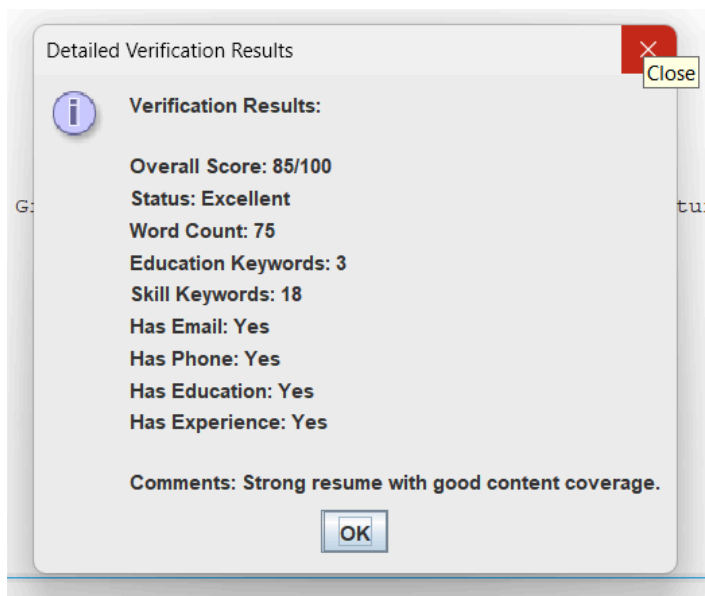 Detailed Verification Results
Close
Verification Results:
Overall Score: 85/100
Status: Excellent
Word Count: 75
Education Keywords: 3
Skill Keywords: 18
Has Email: Yes
Has Phone: Yes
Has Education: Yes
Has Experience: Yes
Comments: Strong resume with good content coverage.
OK